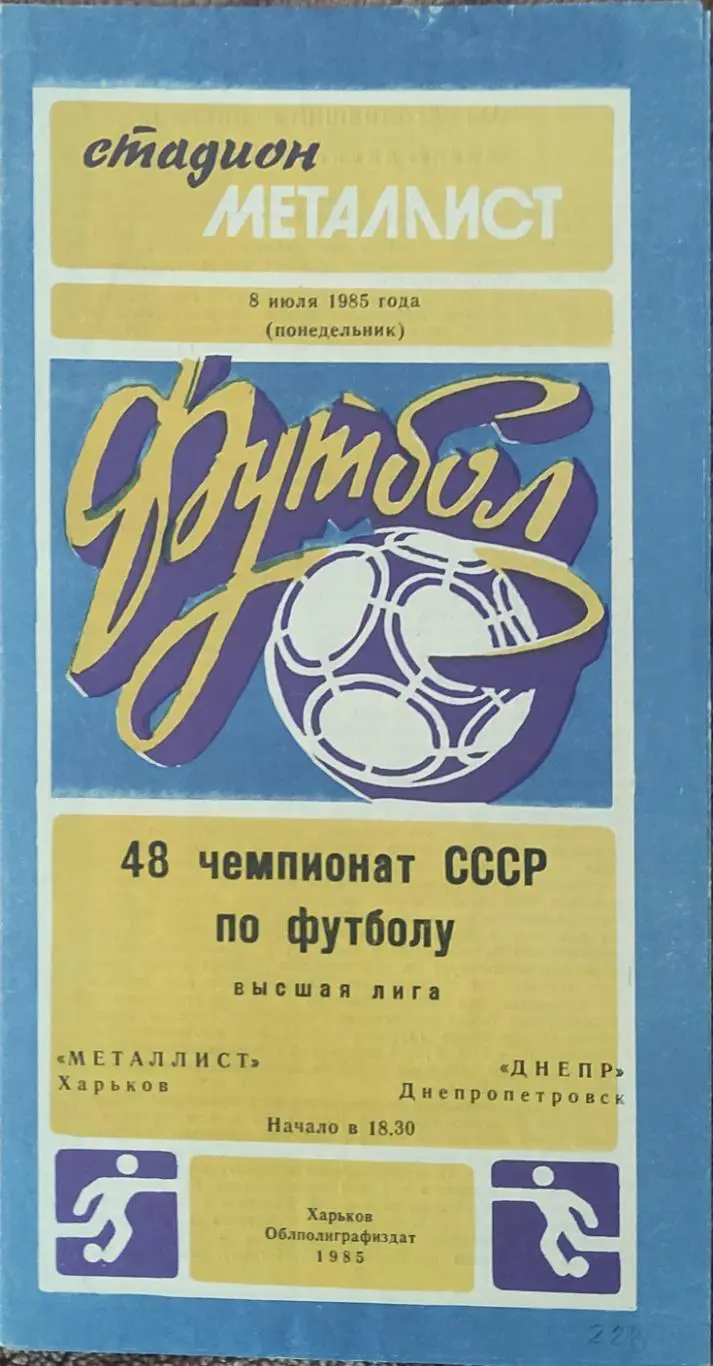 стадион
МЕТАЛЛИСТ
8 июля 1985 года
(понедельник)
Футбол
48 чемпионат СССР
по футболу
высшая лига
«МЕТАЛЛИСТ»
Харьков
«ДНЕПР»
Днепропетровск
Начало в 18.30
Харьков
Облполиграфиздат
1985